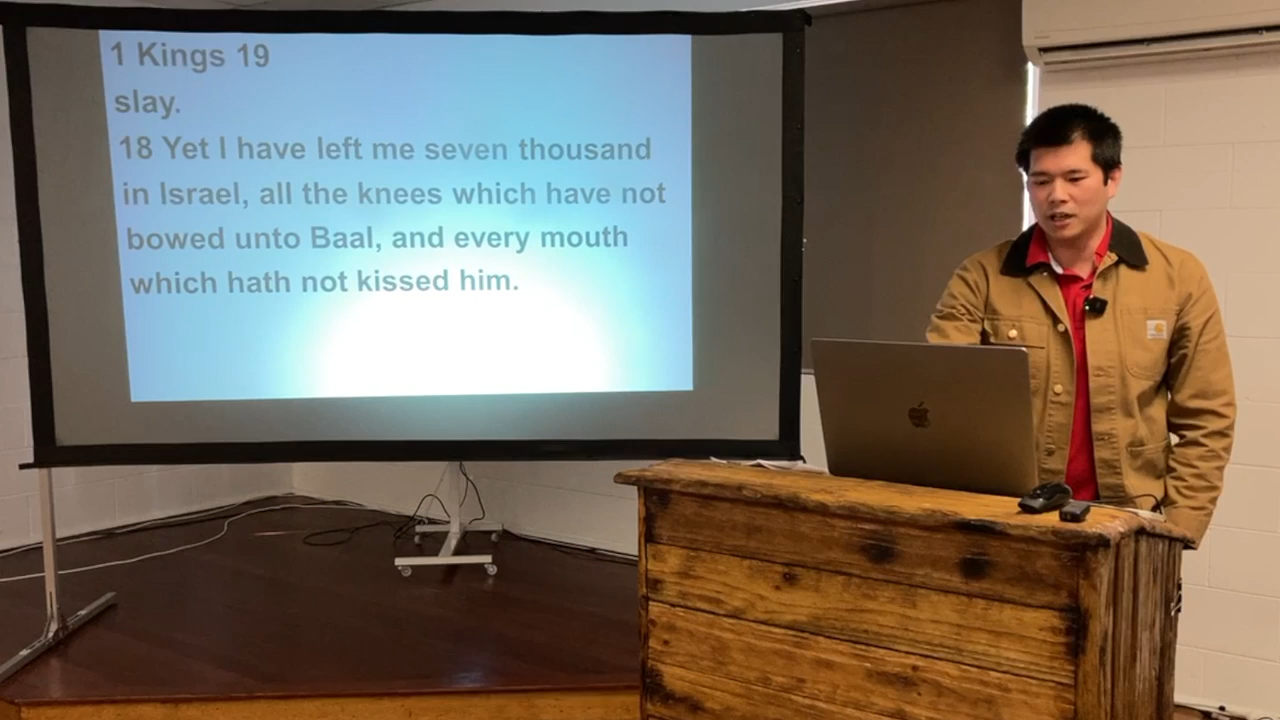 1 Kings 19
slay.
18 Yet I have left me seven thousand
in Israel, all the knees which have not
bowed unto Baal, and every mouth
which hath not kissed him.